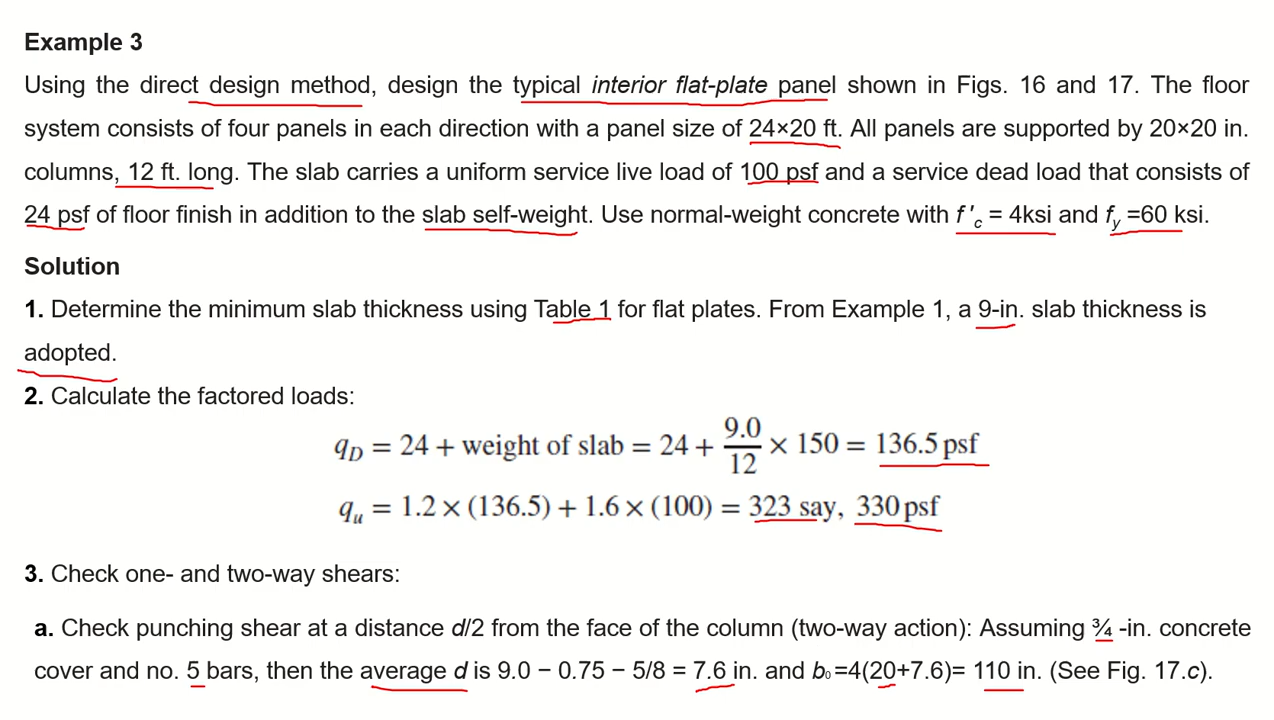 Example 3
Using the direct design method, design the typical interior flat-plate panel shown in Figs. 16 and 17. The floor
system consists of four panels in each direction with a panel size of 24×20 ft. All panels are supported by 20×20 in.
columns, 12 ft. long. The slab carries a uniform service live load of 100 psf and a service dead load that consists of
24 psf of floor finish in addition to the slab self-weight. Use normal-weight concrete with f ′c = 4ksi and fy =60 ksi.
Solution
1. Determine the minimum slab thickness using Table 1 for flat plates. From Example 1, a 9-in. slab thickness is
adopted.
2. Calculate the factored loads:
qD = 24 + weight of slab = 24 + 9.0/12 × 150 = 136.5 psf
qu = 1.2 × (136.5) + 1.6 × (100) = 323 say, 330 psf
3. Check one- and two-way shears:
a. Check punching shear at a distance d/2 from the face of the column (two-way action): Assuming ¾ -in. concrete
cover and no. 5 bars, then the average d is 9.0 − 0.75 − 5/8 = 7.6 in. and b₀ =4(20+7.6)= 110 in. (See Fig. 17.c).